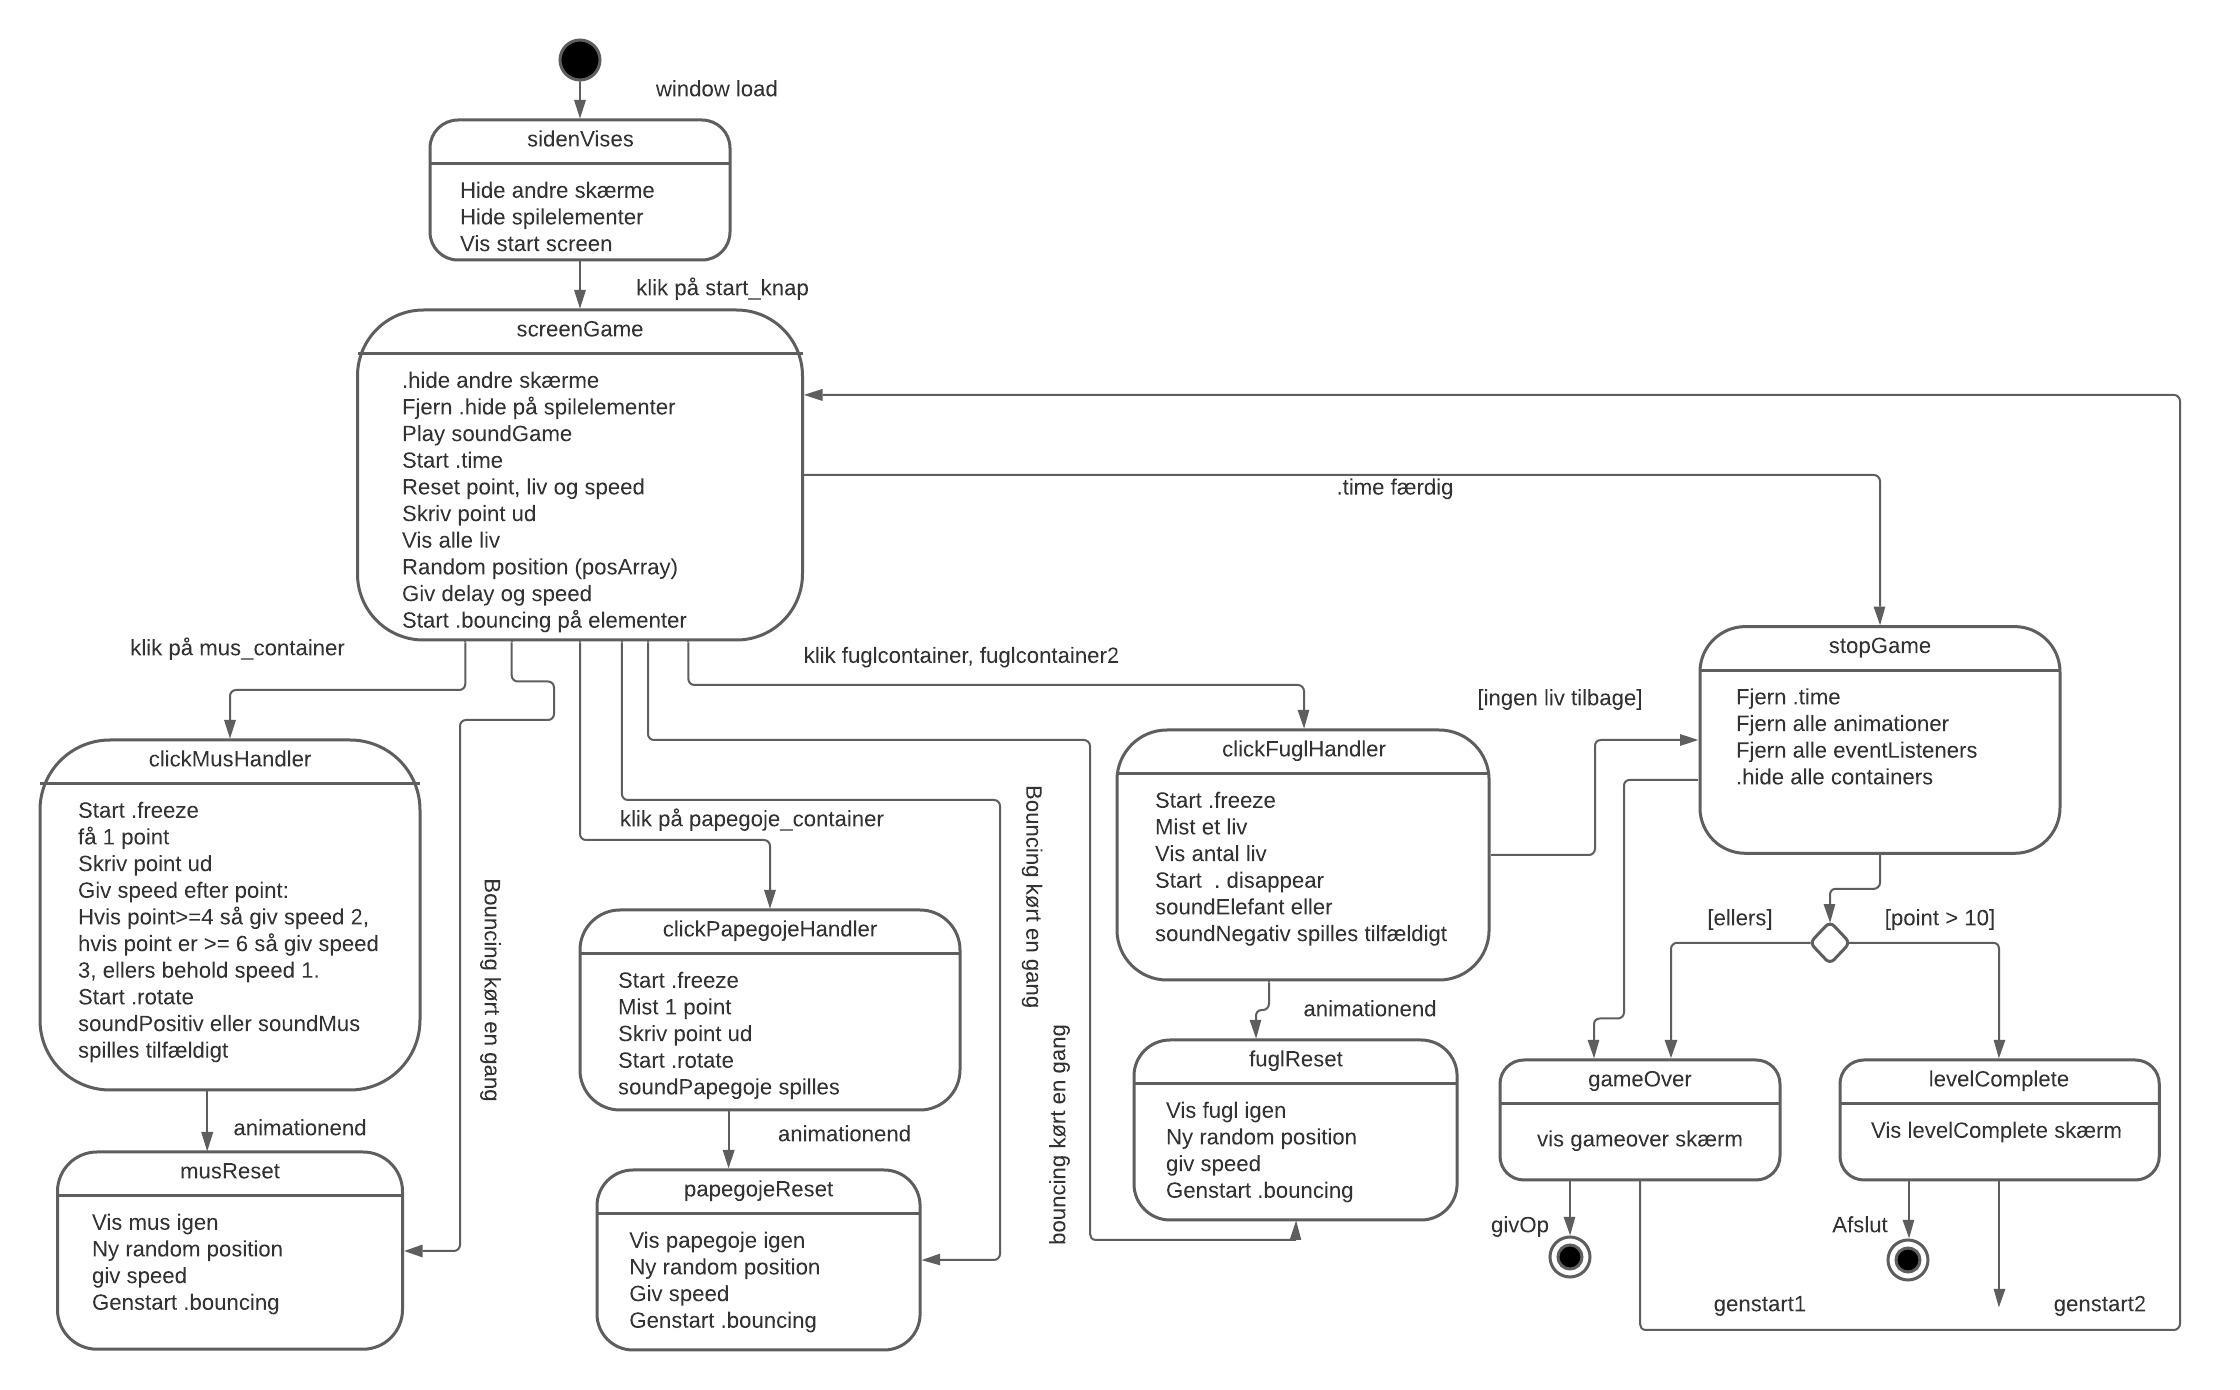 window load
sidenVises
Hide andre skærme
Hide spilelementer
Vis start screen
klik på start_knap
screenGame
.hide andre skærme
Fjern .hide på spilelementer
Play soundGame
Start .time
Reset point, liv og speed
Skriv point ud
Vis alle liv
Random position (posArray)
Giv delay og speed
Start .bouncing på elementer
.time færdig
klik på mus_container
clickMusHandler
Start .freeze
få 1 point
Skriv point ud
Giv speed efter point:
Hvis point>=4 så giv speed 2,
hvis point er >= 6 så giv speed
3, ellers behold speed 1.
Start .rotate
soundPositiv eller soundMus
spilles tilfældigt
animationend
musReset
Vis mus igen
Ny random position
giv speed
Genstart .bouncing
Bouncing kørt en gang
klik på papegoje_container
clickPapegojeHandler
Start .freeze
Mist 1 point
Skriv point ud
Start .rotate
soundPapegoje spilles
animationend
papegojeReset
Vis papegoje igen
Ny random position
Giv speed
Genstart .bouncing
Bouncing kørt en gang
bouncing kørt en gang
klik fuglcontainer, fuglcontainer2
clickFuglHandler
Start .freeze
Mist et liv
Vis antal liv
Start  . disappear
soundElefant eller
soundNegativ spilles tilfældigt
animationend
fuglReset
Vis fugl igen
Ny random position
giv speed
Genstart .bouncing
[ingen liv tilbage]
stopGame
Fjern .time
Fjern alle animationer
Fjern alle eventListeners
.hide alle containers
[ellers]
[point > 10]
gameOver
vis gameover skærm
levelComplete
Vis levelComplete skærm
givOp
Afslut
genstart1
genstart2